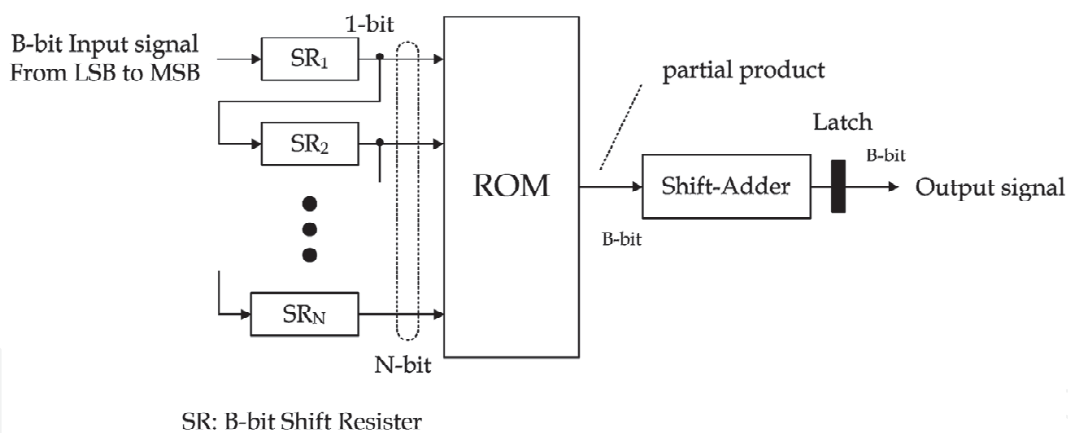 1-bit
B-bit Input signal
From LSB to MSB
SR1
partial product
SR2
Latch
B-bit
ROM
Shift-Adder
Output signal
B-bit
SRN
N-bit
SR: B-bit Shift Resister